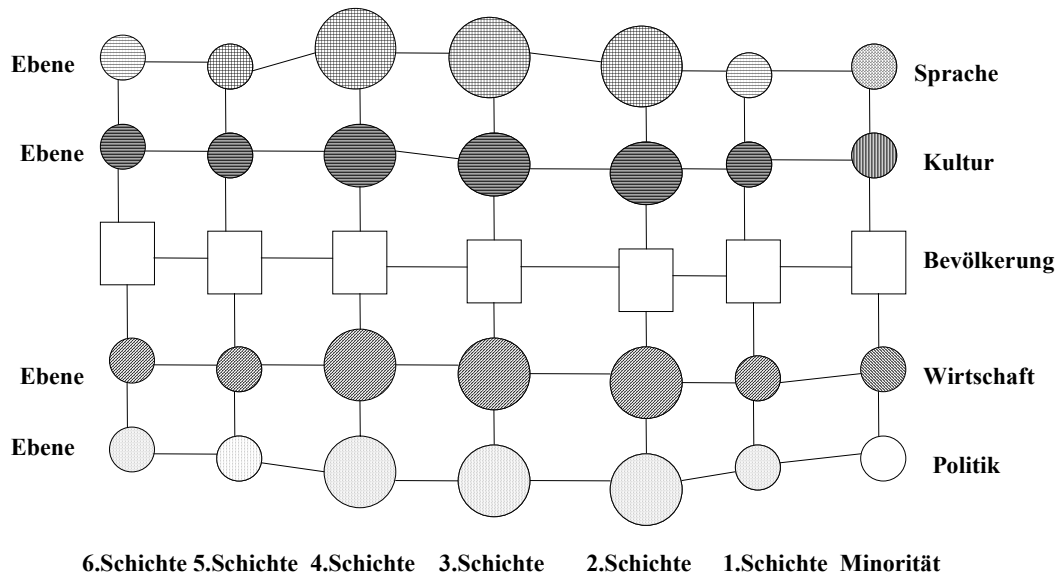 Ebene
Sprache
Ebene
Kultur
Bevölkerung
Ebene
Wirtschaft
Ebene
Politik
6.Schichte 5.Schichte 4.Schichte 3.Schichte 2.Schichte 1.Schichte Minorität